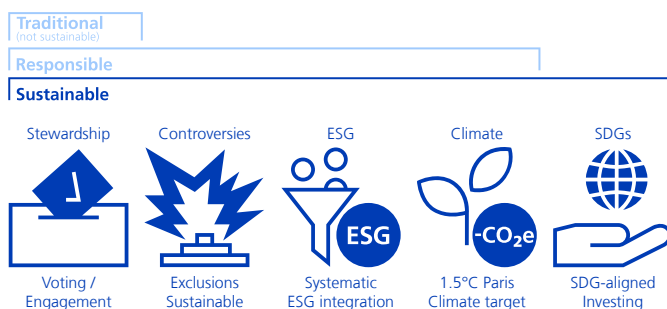 Traditional
(not sustainable)
Responsible
Sustainable
Stewardship
Controversies
ESG
Climate
SDGs
ESG
-CO₂e
Voting /
Engagement
Exclusions
Sustainable
Systematic
ESG integration
1.5ºC Paris
Climate target
SDG-aligned
Investing